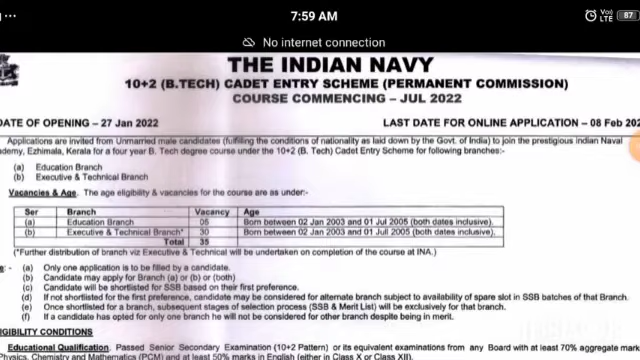 7:59 AM
Vo)
LTE
87
No internet connection
THE INDIAN NAVY
10+2 (B.TECH) CADET ENTRY SCHEME (PERMANENT COMMISSION)
COURSE COMMENCING – JUL 2022
DATE OF OPENING – 27 Jan 2022 LAST DATE FOR ONLINE APPLICATION – 08 Feb 202
Applications are invited from Unmarried male candidates (fulfilling the conditions of nationality as laid down by the Govt. of India) to join the prestigious Indian Naval
ademy, Ezhimala, Kerala for a four year B. Tech degree course under the 10+2 (B. Tech) Cadet Entry Scheme for following branches:-
(a) Education Branch
(b) Executive & Technical Branch
Vacancies & Age. The age eligibility & vacancies for the course are as under:-
Ser Branch Vacancy Age
(a) Education Branch 05 Born between 02 Jan 2003 and 01 Jul 2005 (both dates inclusive).
(b) Executive & Technical Branch* 30 Born between 02 Jan 2003 and 01 Jull 2005 (both dates inclusive).
Total 35
(*Further distribution of branch viz Executive & Technical will be undertaken on completion of the course at INA.)
e: - (a) Only one application is to be filled by a candidate.
(b) Candidate may apply for Branch (a) or (b) or (both)
(c) Candidate will be shortlisted for SSB based on their first preference.
(d) If not shortlisted for the first preference, candidate may be considered for alternate branch subject to availability of spare slot in SSB batches of that Branch.
(e) Once shortlisted for a branch, subsequent stages of selection process (SSB & Merit List) will be exclusively for that branch.
(f) If a candidate has opted for only one branch he will not be considered for other branch despite being in merit.
IGIBILITY CONDITIONS
Educational Qualification. Passed Senior Secondary Examination (10+2 Pattern) or its equivalent examinations from any Board with at least 70% aggregate mar
Physics, Chemistry and Mathematics (PCM) and at least 50% marks in English (either in Class X or Class XII).